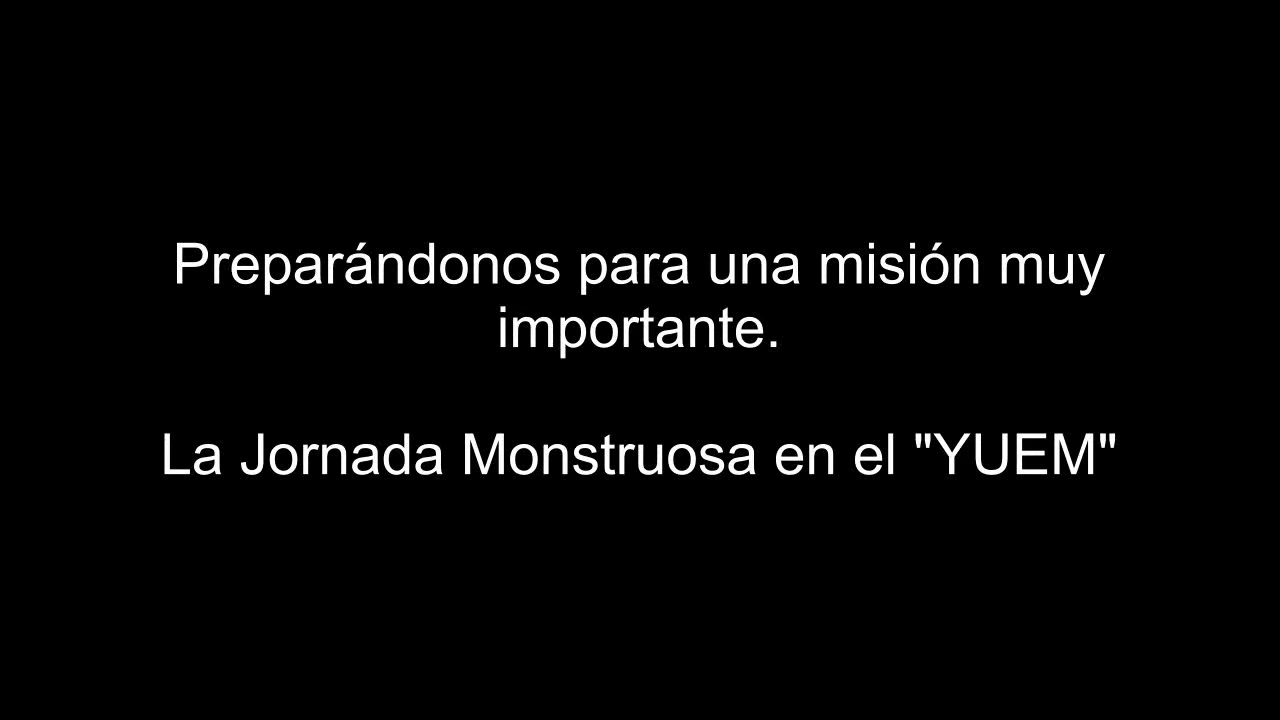 Preparándonos para una misión muy
importante.
La Jornada Monstruosa en el "YUEM"